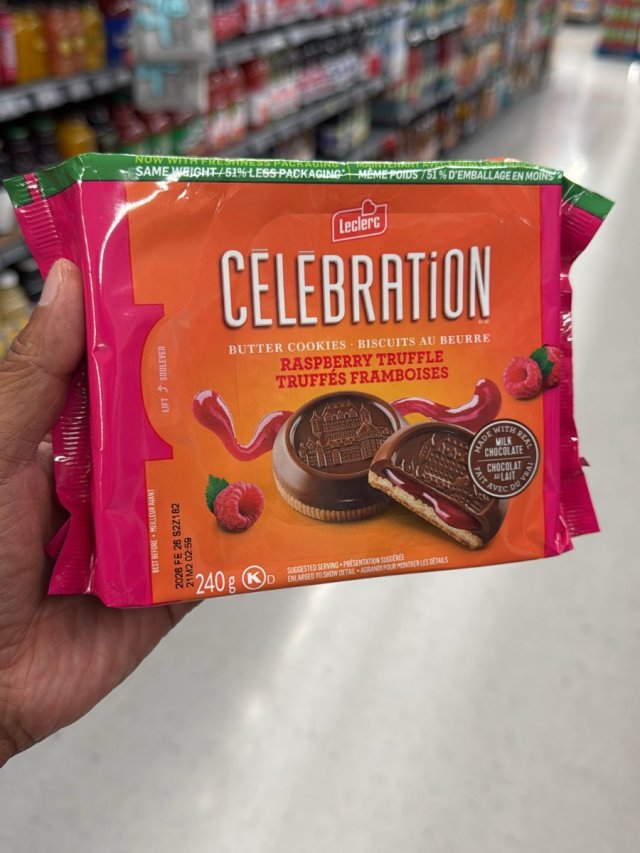 NOW WITH FRESHNESS PACKAGING
SAME WEIGHT / 51% LESS PACKAGING* MÊME POIDS / 51 % D'EMBALLAGE EN MOINS*
Leclerc
CĒLĒBRATiON
BUTTER COOKIES · BISCUITS AU BEURRE
RASPBERRY TRUFFLE
TRUFFÉS FRAMBOISES
LIFT SOULEVER
MADE WITH REAL
MILK
CHOCOLATE
CHOCOLAT
AU LAIT
FAIT AVEC DU VRAI
BEST BEFORE • MEILLEUR AVANT
2026 FE 26 S2Z182
21M2 02:59
240 g
K D
SUGGESTED SERVING • PRÉSENTATION SUGGÉRÉE
ENLARGED TO SHOW DETAIL • AGRANDI POUR MONTRER LES DÉTAILS